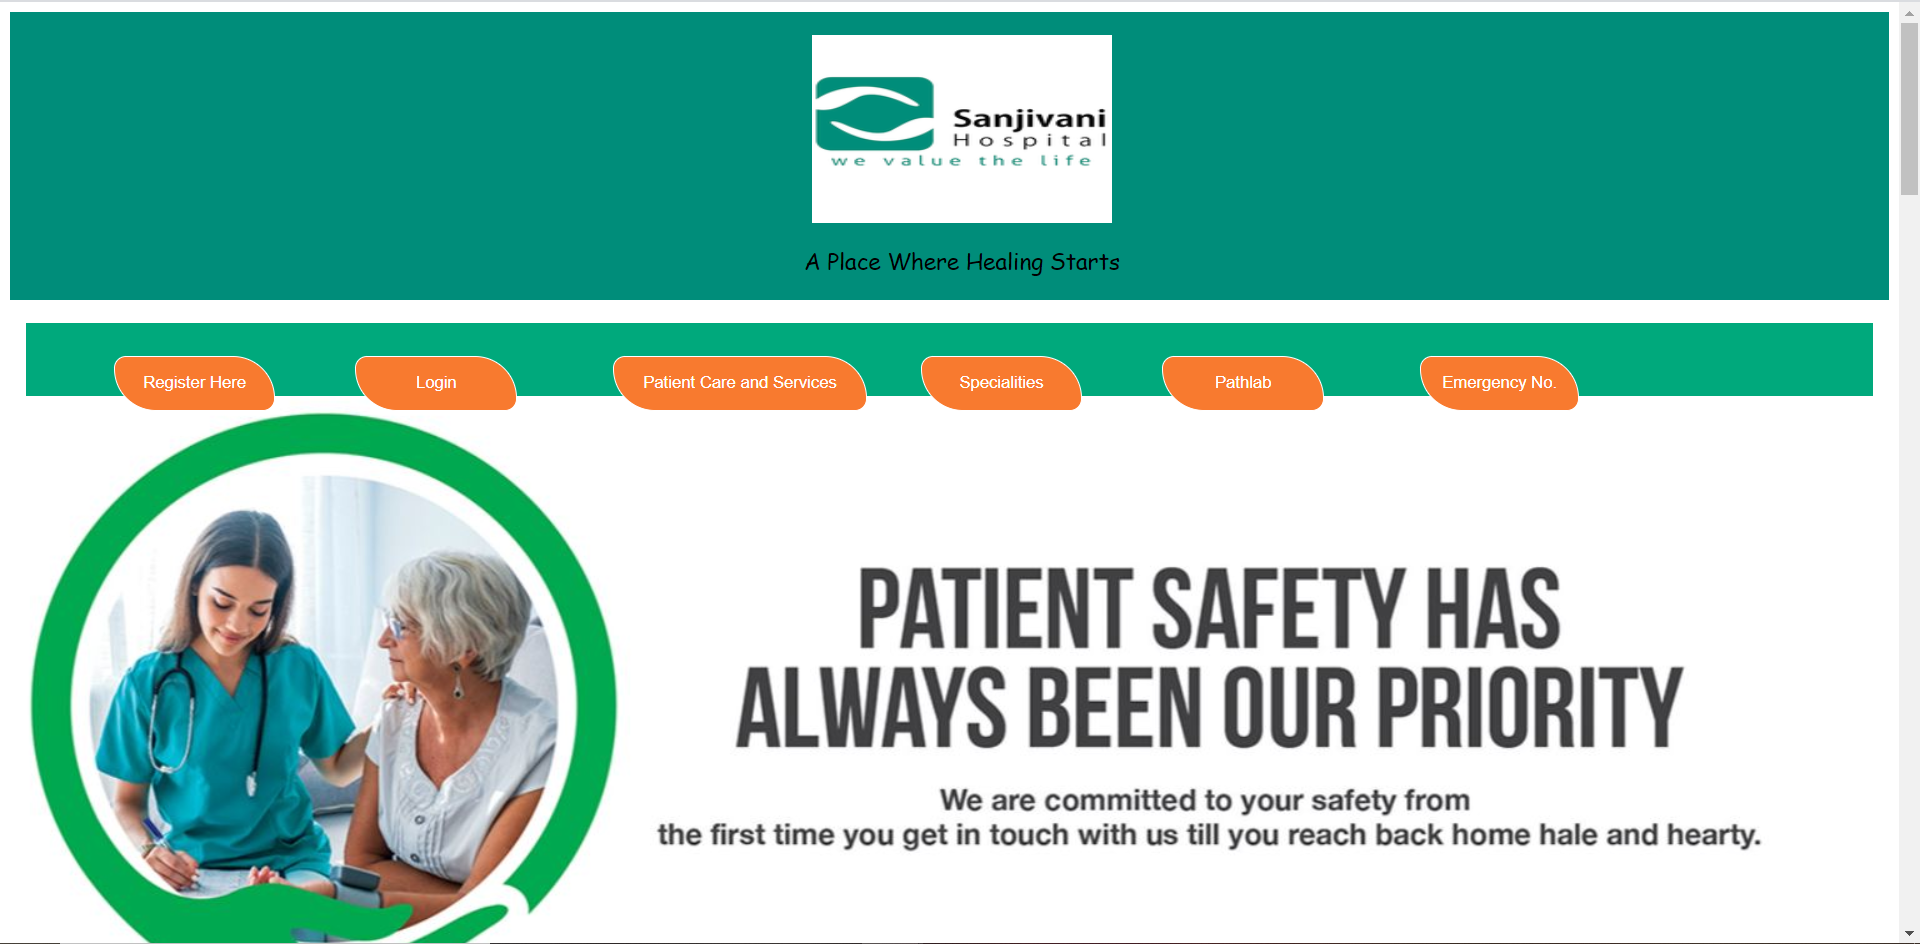 Sanjivani
Hospital
we value the life
A Place Where Healing Starts
Register Here
Login
Patient Care and Services
Specialities
Pathlab
Emergency No.
PATIENT SAFETY HAS
ALWAYS BEEN OUR PRIORITY
We are committed to your safety from
the first time you get in touch with us till you reach back home hale and hearty.